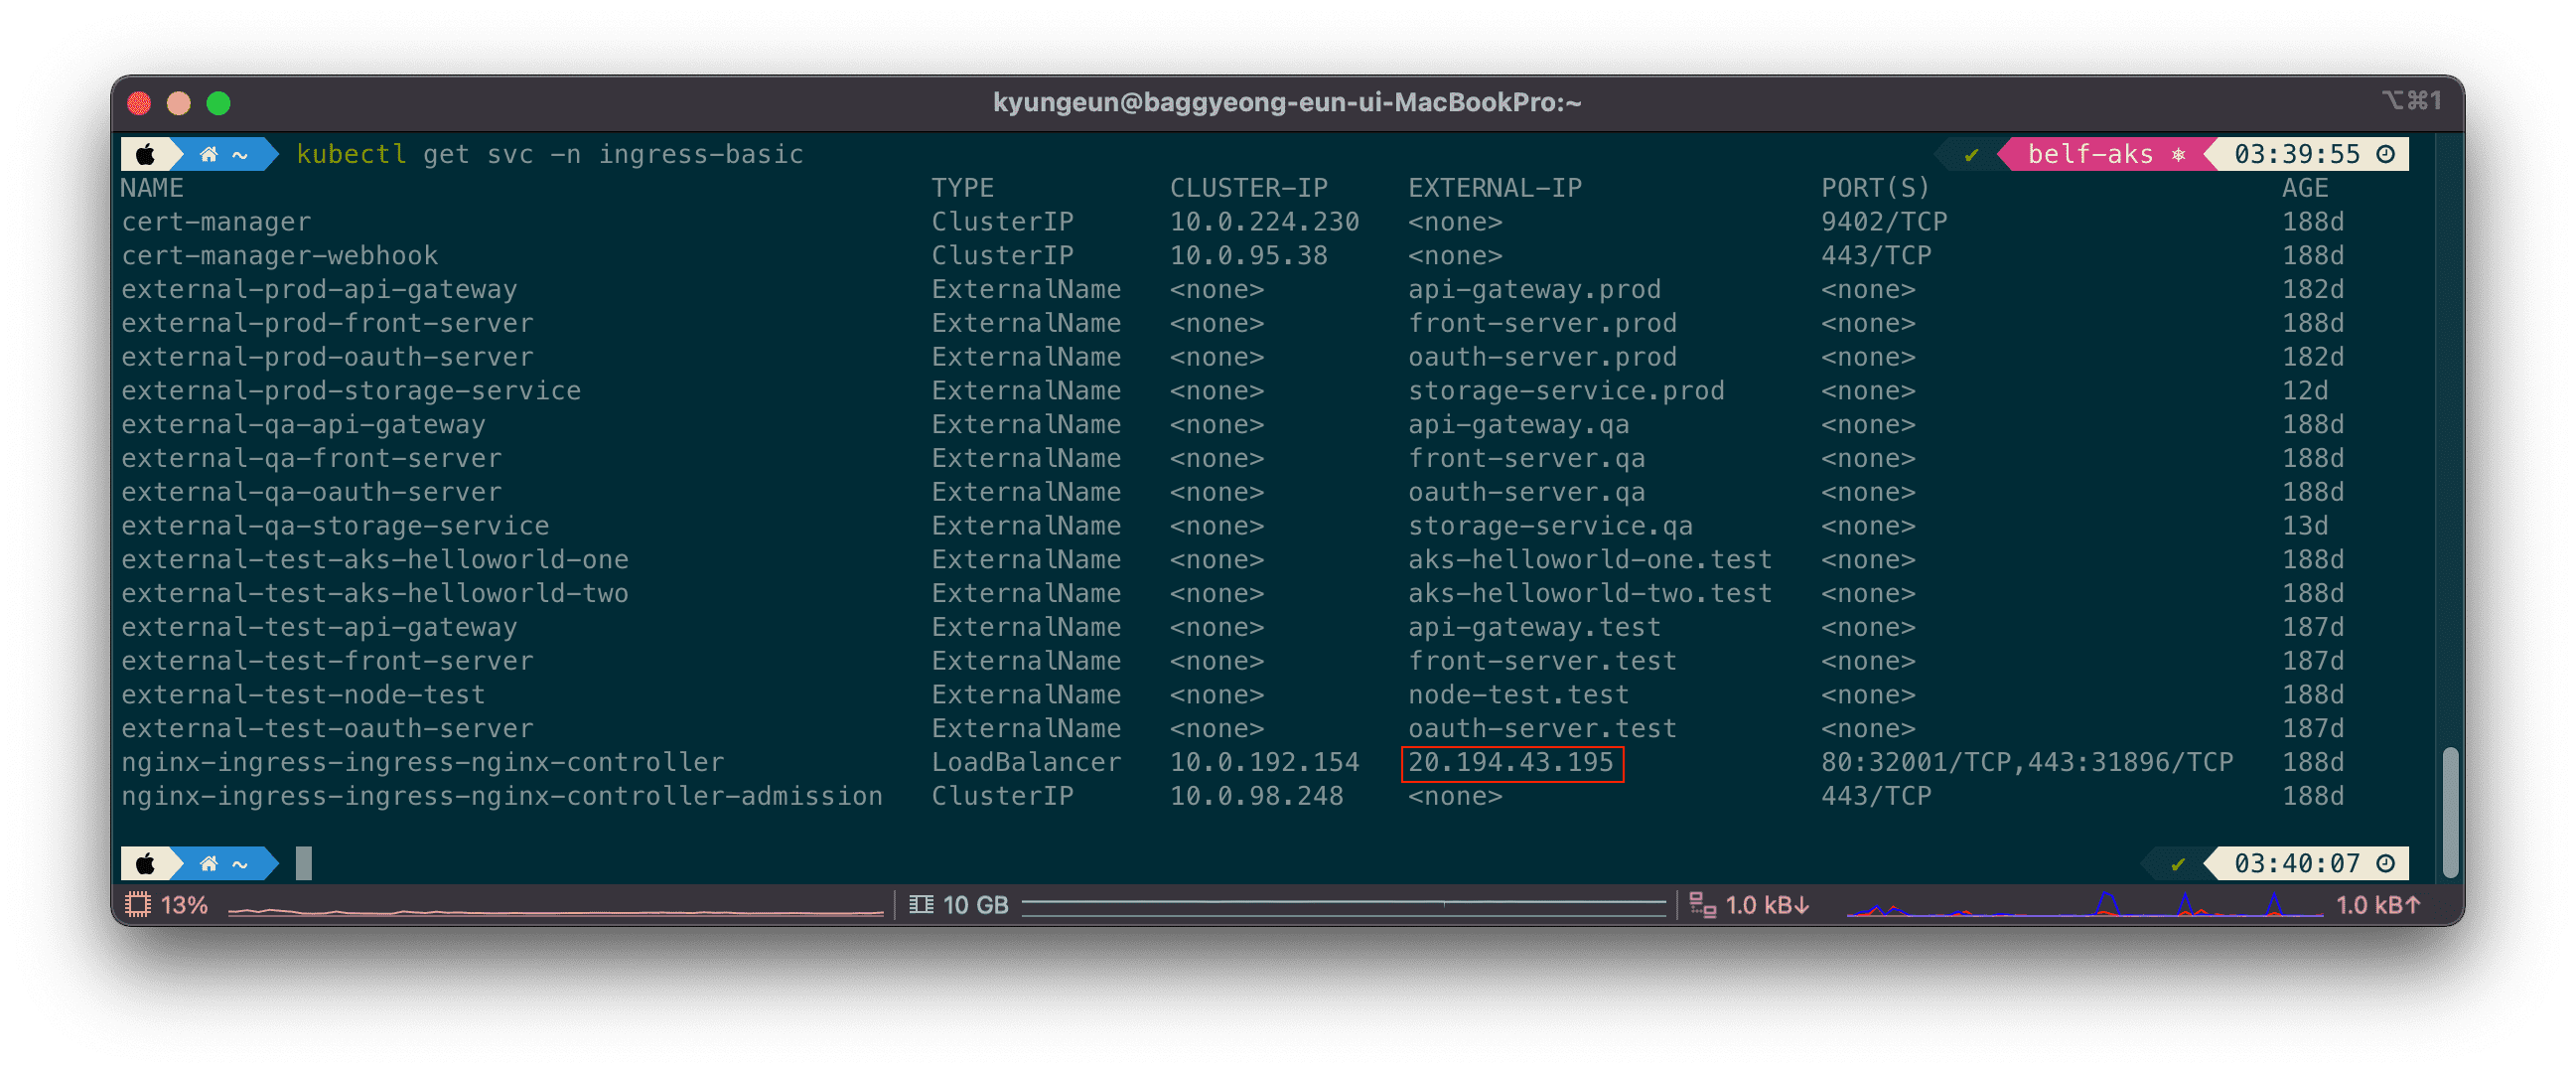 kyungeun@baggyeong-eun-ui-MacBookPro:~ ⌥⌘1
~ kubectl get svc -n ingress-basic ✔ belf-aks ⎈ 03:39:55
NAME TYPE CLUSTER-IP EXTERNAL-IP PORT(S) AGE
cert-manager ClusterIP 10.0.224.230 <none> 9402/TCP 188d
cert-manager-webhook ClusterIP 10.0.95.38 <none> 443/TCP 188d
external-prod-api-gateway ExternalName <none> api-gateway.prod <none> 182d
external-prod-front-server ExternalName <none> front-server.prod <none> 188d
external-prod-oauth-server ExternalName <none> oauth-server.prod <none> 182d
external-prod-storage-service ExternalName <none> storage-service.prod <none> 12d
external-qa-api-gateway ExternalName <none> api-gateway.qa <none> 188d
external-qa-front-server ExternalName <none> front-server.qa <none> 188d
external-qa-oauth-server ExternalName <none> oauth-server.qa <none> 188d
external-qa-storage-service ExternalName <none> storage-service.qa <none> 13d
external-test-aks-helloworld-one ExternalName <none> aks-helloworld-one.test <none> 188d
external-test-aks-helloworld-two ExternalName <none> aks-helloworld-two.test <none> 188d
external-test-api-gateway ExternalName <none> api-gateway.test <none> 187d
external-test-front-server ExternalName <none> front-server.test <none> 187d
external-test-node-test ExternalName <none> node-test.test <none> 188d
external-test-oauth-server ExternalName <none> oauth-server.test <none> 187d
nginx-ingress-ingress-nginx-controller LoadBalancer 10.0.192.154 20.194.43.195 80:32001/TCP,443:31896/TCP 188d
nginx-ingress-ingress-nginx-controller-admission ClusterIP 10.0.98.248 <none> 443/TCP 188d
~ ✔ 03:40:07
13% 10 GB 1.0 kB↓ 1.0 kB↑